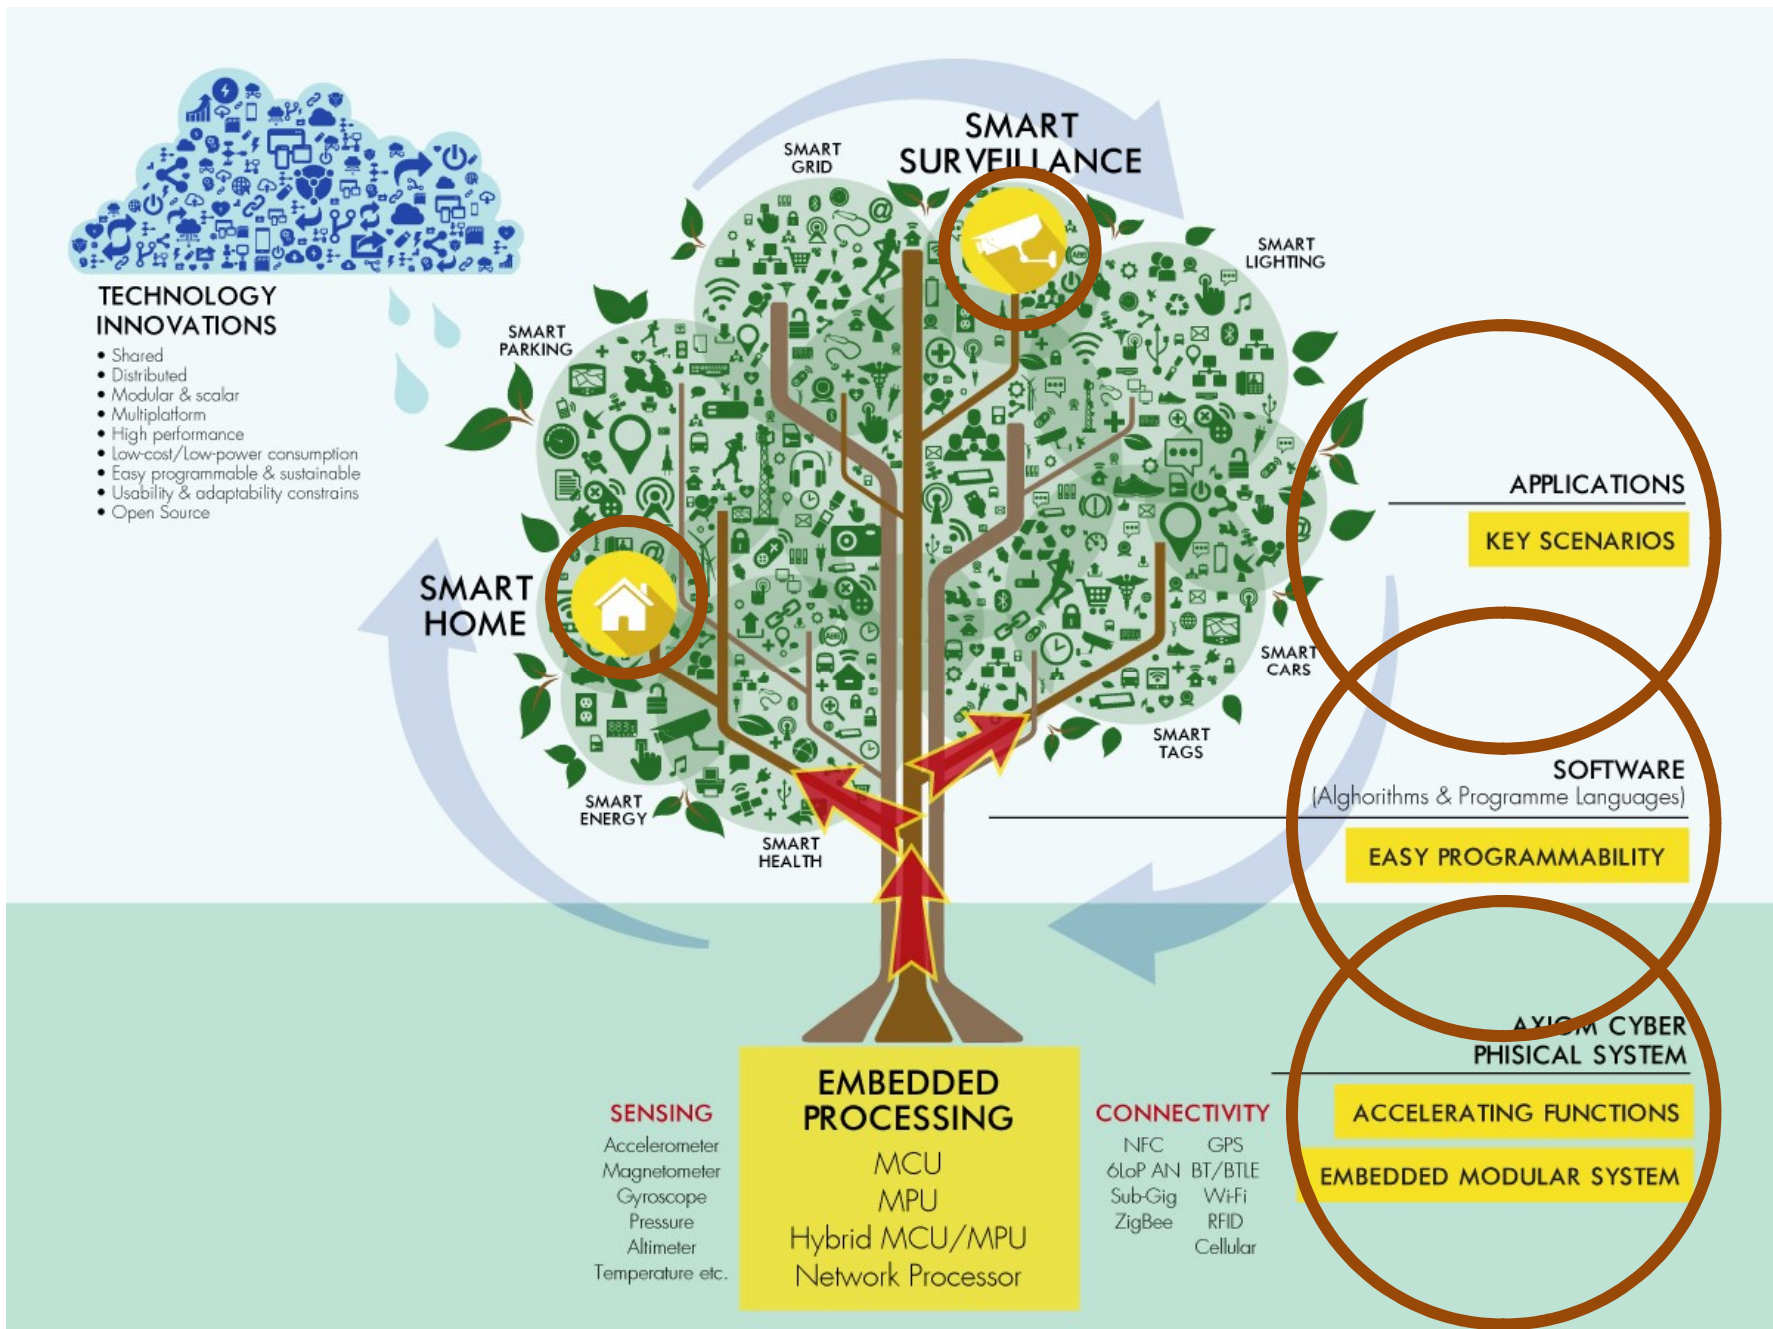 SMART
SURVEILLANCE
SMART
GRID
SMART
LIGHTING
TECHNOLOGY
INNOVATIONS
• Shared
• Distributed
• Modular & scalar
• Multiplatform
• High performance
• Low-cost/Low-power consumption
• Easy programmable & sustainable
• Usability & adaptability constrains
• Open Source
SMART
PARKING
SMART
HOME
APPLICATIONS
KEY SCENARIOS
SMART
CARS
SMART
TAGS
SMART
ENERGY
SMART
HEALTH
SOFTWARE
(Alghorithms & Programme Languages)
EASY PROGRAMMABILITY
AXIOM CYBER
PHISICAL SYSTEM
ACCELERATING FUNCTIONS
EMBEDDED MODULAR SYSTEM
SENSING
Accelerometer
Magnetometer
Gyroscope
Pressure
Altimeter
Temperature etc.
EMBEDDED
PROCESSING
MCU
MPU
Hybrid MCU/MPU
Network Processor
CONNECTIVITY
NFC GPS
6LoP AN BT/BTLE
Sub-Gig Wi-Fi
ZigBee RFID
Cellular